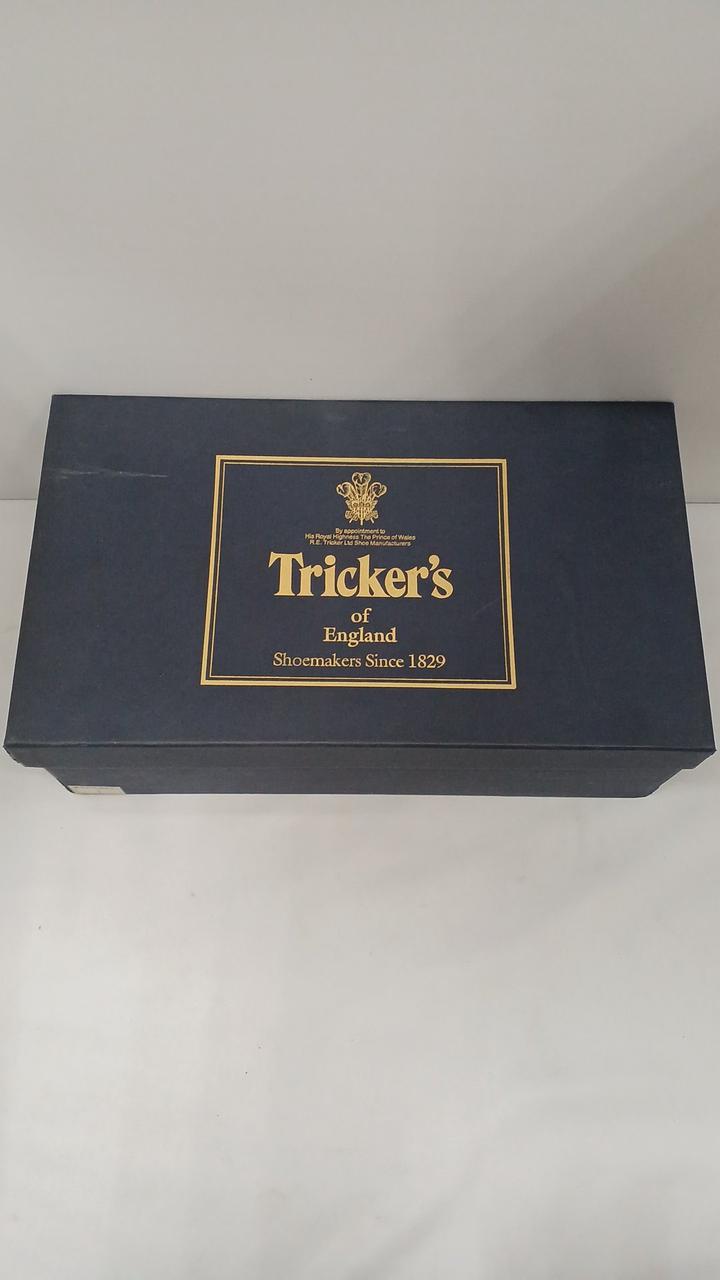 By appointment to
His Royal Highness The Prince of Wales
R.E. Tricker Ltd Shoe Manufacturers
Tricker's
of
England
Shoemakers Since 1829